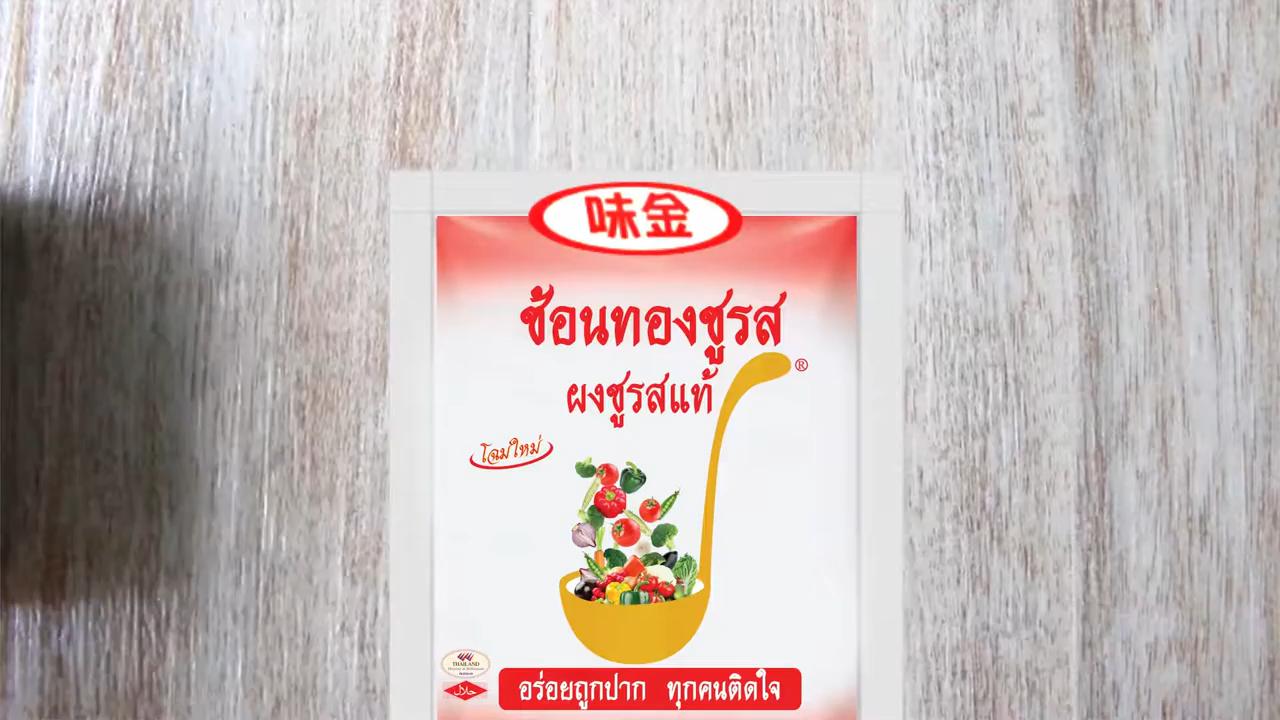 味金
ช้อนทองชูรส
®
ผงชูรสแท้
โฉมใหม่
THAILAND
حلال
อร่อยถูกปาก ทุกคนติดใจ